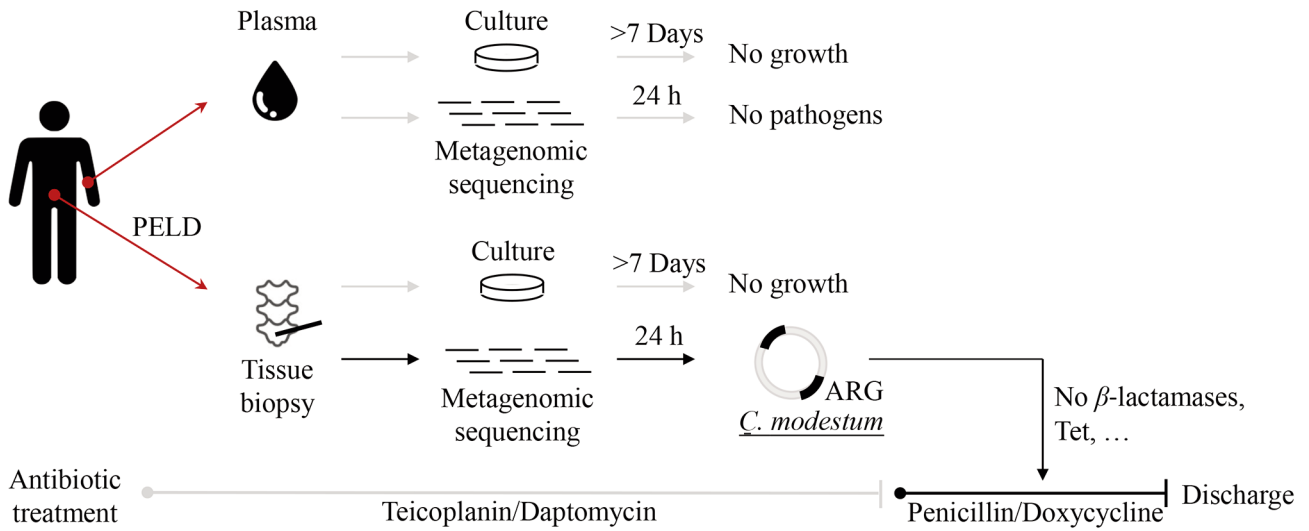 Plasma
Culture
>7 Days
No growth
24 h
No pathogens
Metagenomic
sequencing
PELD
Culture
>7 Days
No growth
24 h
Tissue
biopsy
Metagenomic
sequencing
ARG
C. modestum
No β-lactamases,
Tet, …
Antibiotic
treatment
Teicoplanin/Daptomycin
Penicillin/Doxycycline
Discharge